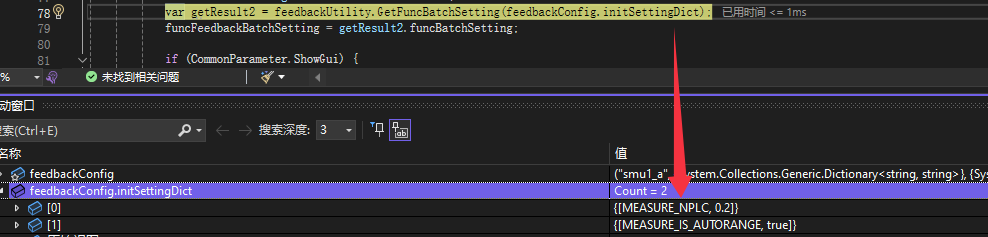 78 var getResult2 = feedbackUtility.GetFuncBatchSetting(feedbackConfig.initSettingDict); 已用时间 <= 1ms
79 funcFeedbackBatchSetting = getResult2.funcBatchSetting;
80
81 if (CommonParameter.ShowGui) {
% 未找到相关问题
动窗口
搜索(Ctrl+E) 搜索深度: 3
名称 值
feedbackConfig ("smu1_a", System.Collections.Generic.Dictionary<string, string>}, {Sys
feedbackConfig.initSettingDict Count = 2
[0] {[MEASURE_NPLC, 0.2]}
[1] {[MEASURE_IS_AUTORANGE, true]}